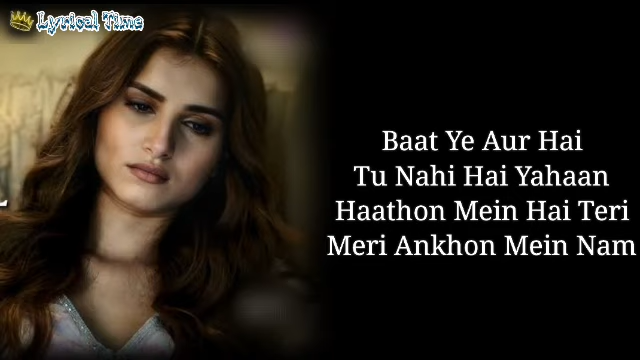 Lyrical Time
Baat Ye Aur Hai
Tu Nahi Hai Yahaan
Haathon Mein Hai Teri
Meri Ankhon Mein Nam